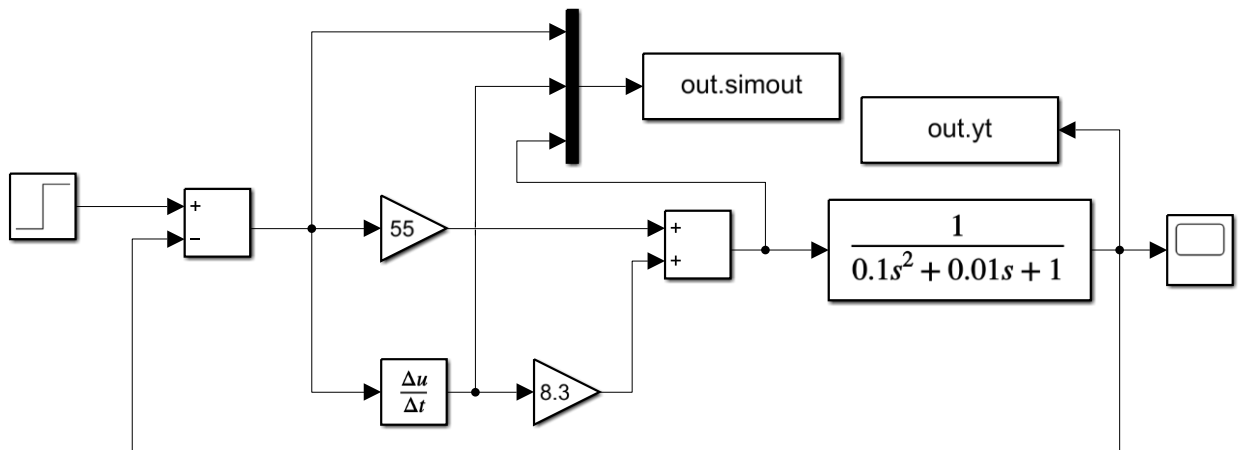 out.simout
out.yt
+
−
55
+
+
1
0.1s² + 0.01s + 1
Δu
Δt
8.3